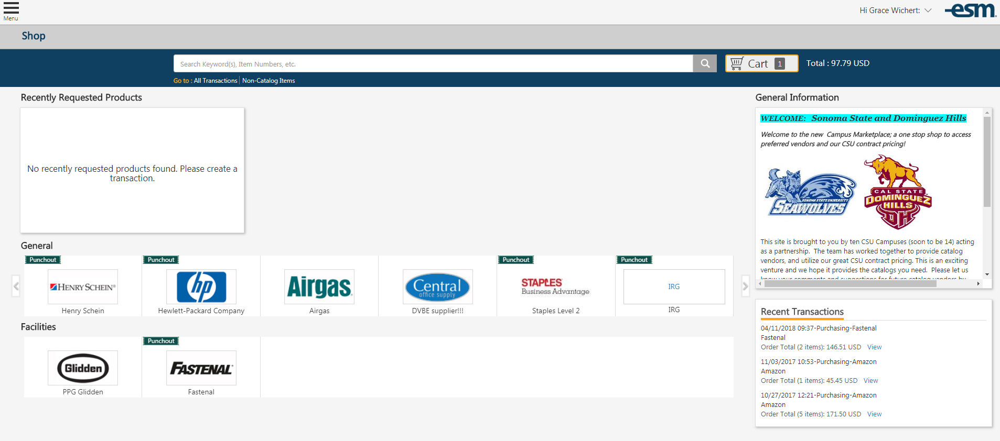 Menu
Hi Grace Wichert:
esm
Shop
Search Keyword(s), Item Numbers, etc.
Cart 1
Total : 97.79 USD
Go to : All Transactions Non-Catalog Items
Recently Requested Products
No recently requested products found. Please create a
transaction.
General
Punchout
HENRY SCHEIN®
Henry Schein
Punchout
hp
Hewlett-Packard Company
Airgas
Airgas
Central
office supply
DVBE supplier!!!
Punchout
STAPLES
Business Advantage
Staples Level 2
Punchout
IRG
IRG
Facilities
Glidden
PPG Glidden
Punchout
FASTENAL
Fastenal
General Information
WELCOME: Sonoma State and Dominguez Hills
Welcome to the new Campus Marketplace; a one stop shop to access
preferred vendors and our CSU contract pricing!
SONOMA STATE UNIVERSITY
SEAWOLVES
CAL STATE
DOMINGUEZ
HILLS
DH
This site is brought to you by ten CSU Campuses (soon to be 14) acting
as a partnership. The team has worked together to provide catalog
vendors, and utilize our great CSU contract pricing. This is an exciting
venture and we hope it provides the catalogs you need. Please let us
know your comments and suggestions for future catalog vendors by
Recent Transactions
04/11/2018 09:37-Purchasing-Fastenal
Fastenal
Order Total (2 items): 146.51 USD View
11/03/2017 10:53-Purchasing-Amazon
Amazon
Order Total (1 items): 45.45 USD View
10/27/2017 12:21-Purchasing-Amazon
Amazon
Order Total (5 items): 171.50 USD View